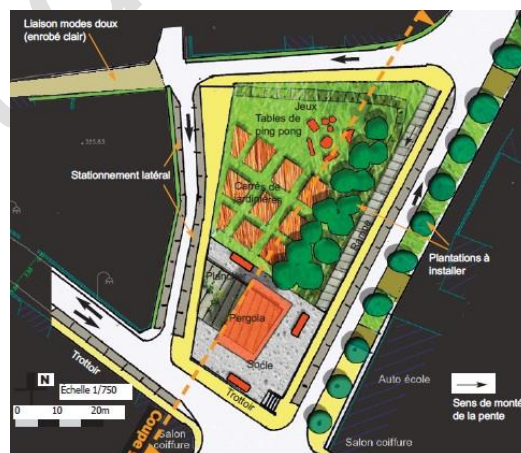 Liaison modes doux
(enrobé clair)
Jeux
Tables de
ping pong
Stationnement latéral
Carrés de
jardinières
Plantations à
installer
Pergola
Socle
Trottoir
Trottoir
N
Echelle 1/750
0 10 20m
Coupe
Salon
coiffure
Auto école
Salon coiffure
Sens de monté
de la pente